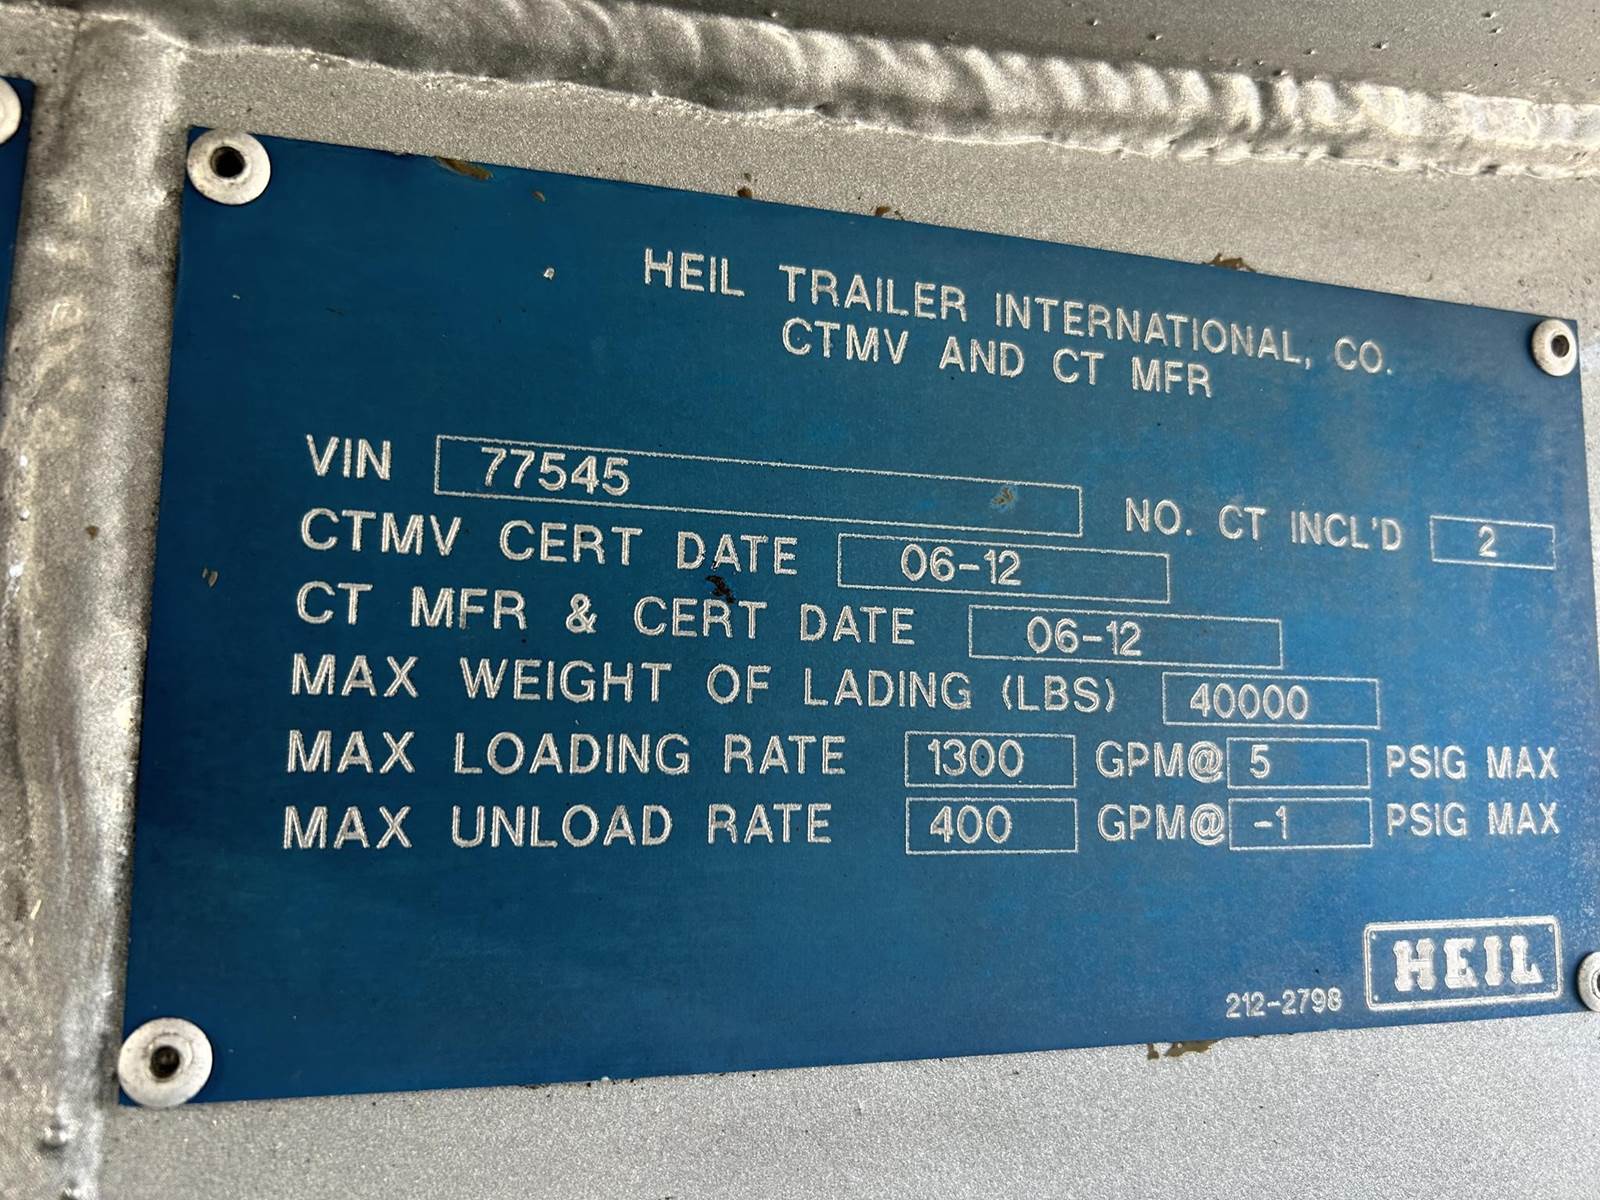 HEIL TRAILER INTERNATIONAL, CO.
CTMV AND CT MFR
VIN 77545 NO. CT INCL'D 2
CTMV CERT DATE 06-12
CT MFR & CERT DATE 06-12
MAX WEIGHT OF LADING (LBS) 40000
MAX LOADING RATE 1300 GPM@ 5 PSIG MAX
MAX UNLOAD RATE 400 GPM@ -1 PSIG MAX
212-2798 HEIL